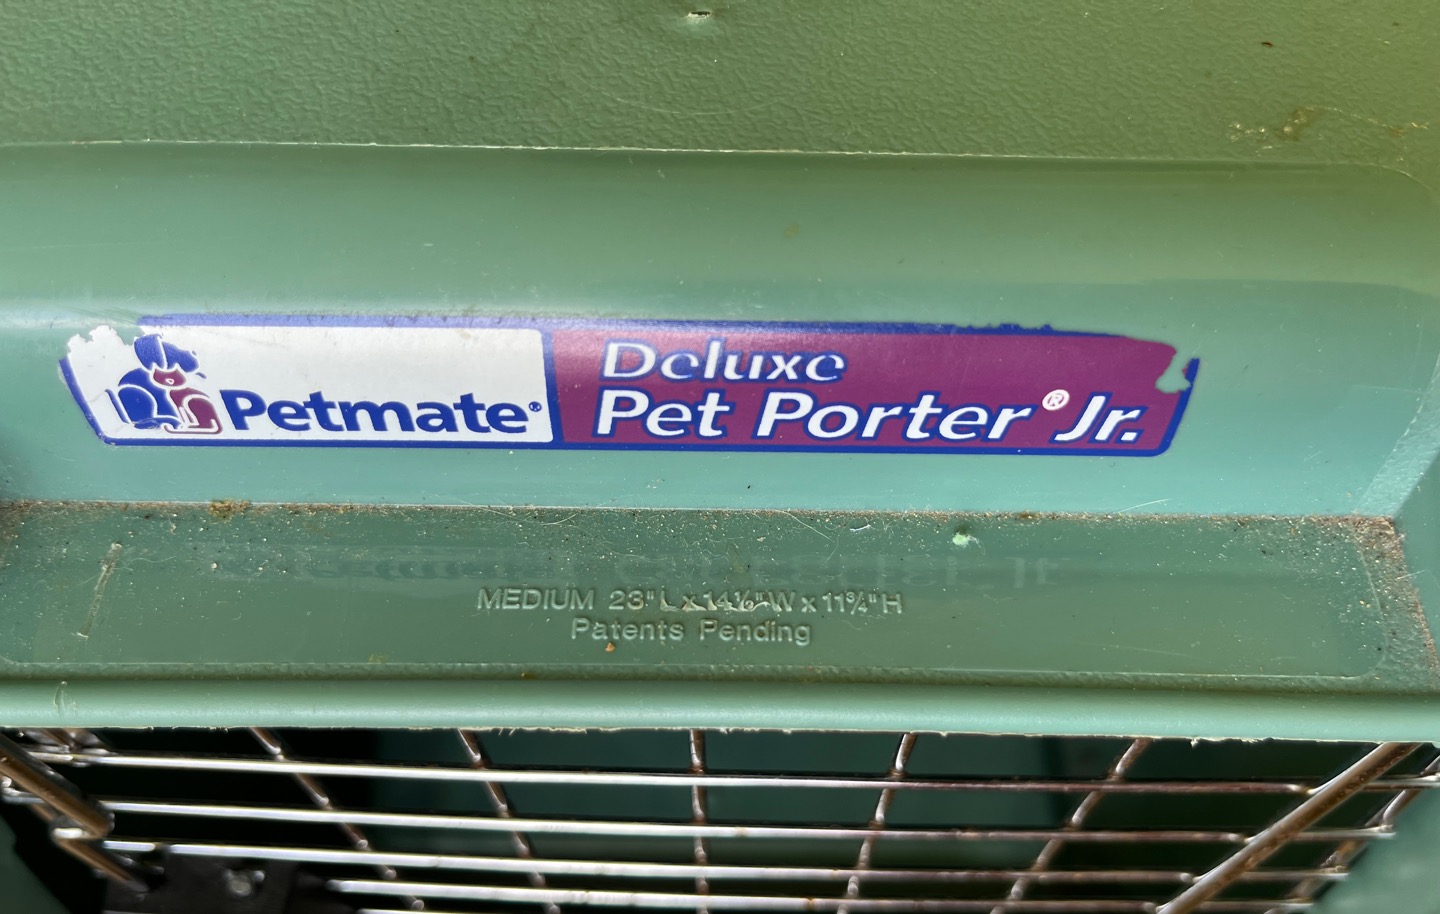 Petmate®
Deluxe
Pet Porter® Jr.
MEDIUM 23" L x 14½" W x 11¾" H
Patents Pending